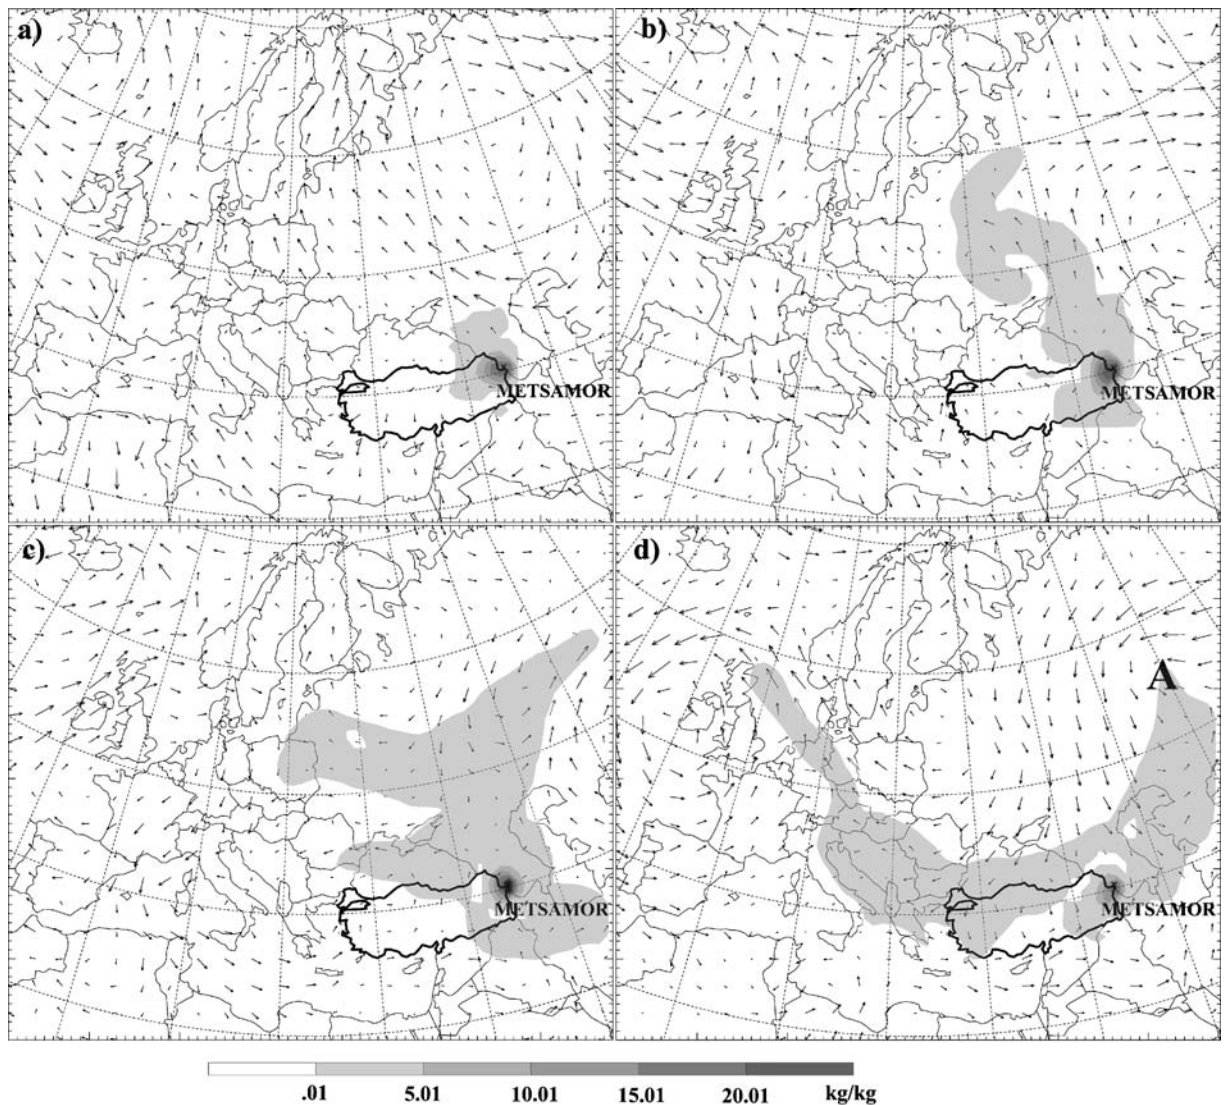 a)
b)
METSAMOR
METSAMOR
c)
d)
A
METSAMOR
METSAMOR
.01 5.01 10.01 15.01 20.01 kg/kg